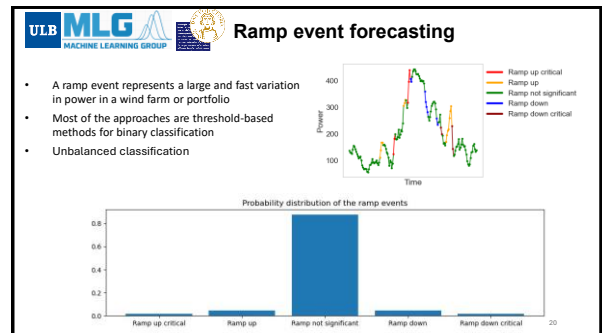 ULB MLG
MACHINE LEARNING GROUP
Ramp event forecasting
• A ramp event represents a large and fast variation
in power in a wind farm or portfolio
• Most of the approaches are threshold-based
methods for binary classification
• Unbalanced classification
400
300
200
100
Power
Time
Ramp up critical
Ramp up
Ramp not significant
Ramp down
Ramp down critical
Probability distribution of the ramp events
0.8
0.6
0.4
0.2
0.0
Ramp up critical Ramp up Ramp not significant Ramp down Ramp down critical
20